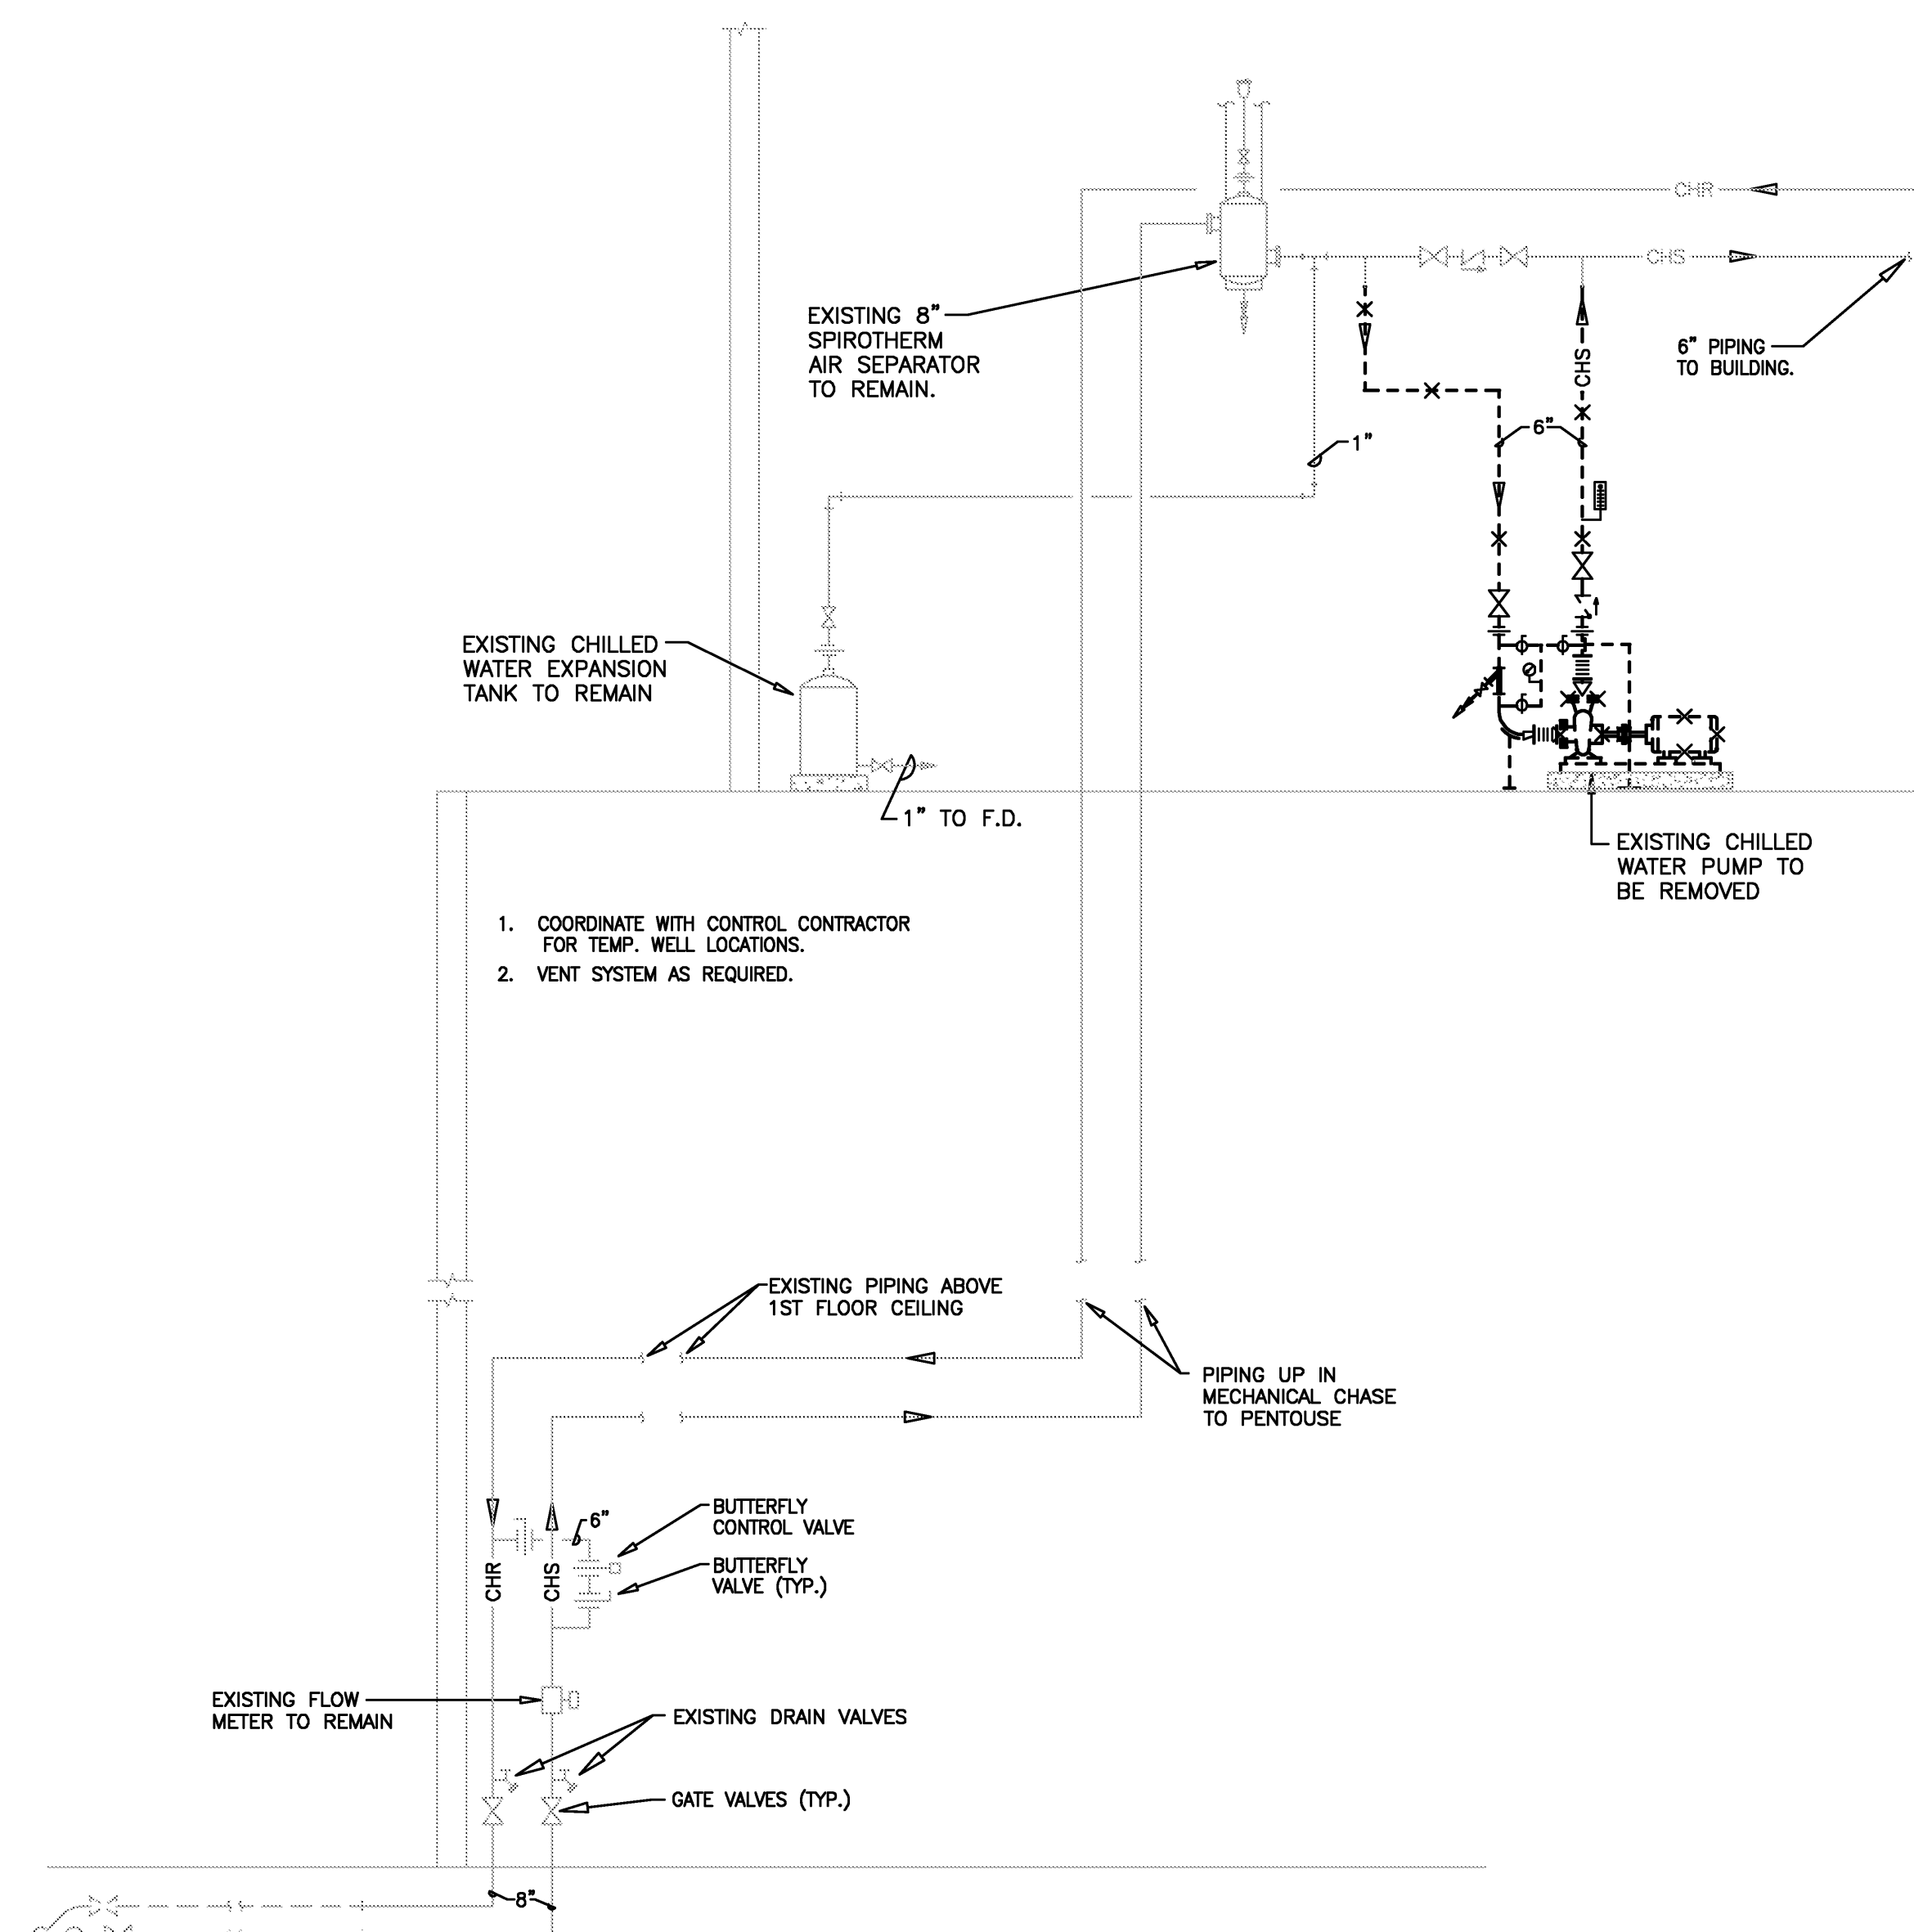 CHR
CHS
EXISTING 8"
SPIROTHERM
AIR SEPARATOR
TO REMAIN.
6" PIPING
TO BUILDING.
CHS
6"
1"
EXISTING CHILLED
WATER EXPANSION
TANK TO REMAIN
1" TO F.D.
EXISTING CHILLED
WATER PUMP TO
BE REMOVED
1. COORDINATE WITH CONTROL CONTRACTOR
FOR TEMP. WELL LOCATIONS.
2. VENT SYSTEM AS REQUIRED.
EXISTING PIPING ABOVE
1ST FLOOR CEILING
PIPING UP IN
MECHANICAL CHASE
TO PENTOUSE
6"
BUTTERFLY
CONTROL VALVE
CHR
CHS
BUTTERFLY
VALVE (TYP.)
EXISTING FLOW
METER TO REMAIN
EXISTING DRAIN VALVES
GATE VALVES (TYP.)
8"